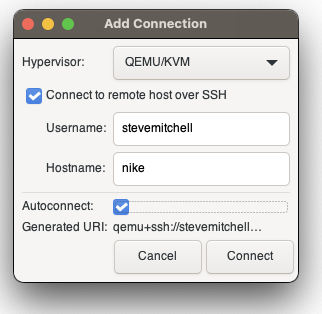 Add Connection
Hypervisor: QEMU/KVM
Connect to remote host over SSH
Username: stevemitchell
Hostname: nike
Autoconnect:
Generated URI: qemu+ssh://stevemitchell...
Cancel Connect